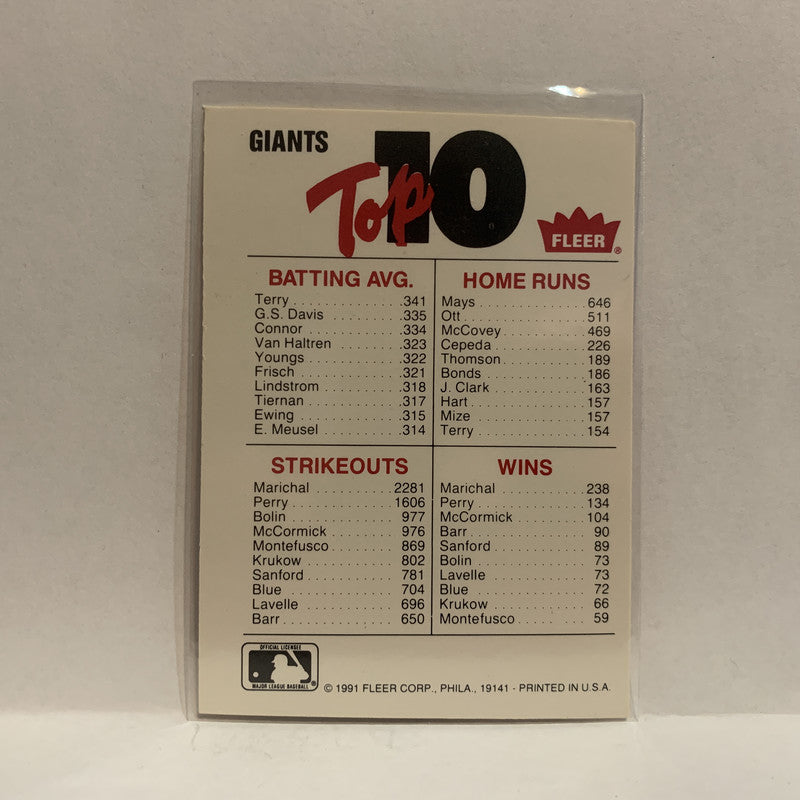 GIANTS
Top 10
FLEER®
BATTING AVG.
Terry . . . . . . . . . . . . .341
G.S. Davis . . . . . . . . .335
Connor . . . . . . . . . . . .334
Van Haltren . . . . . . . .323
Youngs . . . . . . . . . . . .322
Frisch . . . . . . . . . . . . .321
Lindstrom . . . . . . . . . .318
Tiernan . . . . . . . . . . . .317
Ewing . . . . . . . . . . . . .315
E. Meusel . . . . . . . . . .314
HOME RUNS
Mays . . . . . . . . . . . . . 646
Ott . . . . . . . . . . . . . . . 511
McCovey . . . . . . . . . . 469
Cepeda . . . . . . . . . . . 226
Thomson . . . . . . . . . . 189
Bonds . . . . . . . . . . . . 186
J. Clark . . . . . . . . . . . 163
Hart . . . . . . . . . . . . . . 157
Mize . . . . . . . . . . . . . . 157
Terry . . . . . . . . . . . . . 154
STRIKEOUTS
Marichal . . . . . . . . . 2281
Perry . . . . . . . . . . . . 1606
Bolin . . . . . . . . . . . . . 977
McCormick . . . . . . . . 976
Montefusco . . . . . . . . 869
Krukow . . . . . . . . . . . 802
Sanford . . . . . . . . . . . 781
Blue . . . . . . . . . . . . . . 704
Lavelle . . . . . . . . . . . . 696
Barr . . . . . . . . . . . . . . 650
WINS
Marichal . . . . . . . . . . . 238
Perry . . . . . . . . . . . . . 134
McCormick . . . . . . . . 104
Barr . . . . . . . . . . . . . . . 90
Sanford . . . . . . . . . . . . 89
Bolin . . . . . . . . . . . . . . 73
Lavelle . . . . . . . . . . . . . 73
Blue . . . . . . . . . . . . . . . 72
Krukow . . . . . . . . . . . . 66
Montefusco . . . . . . . . . 59
OFFICIAL LICENSEE
MAJOR LEAGUE BASEBALL
© 1991 FLEER CORP., PHILA., 19141 - PRINTED IN U.S.A.